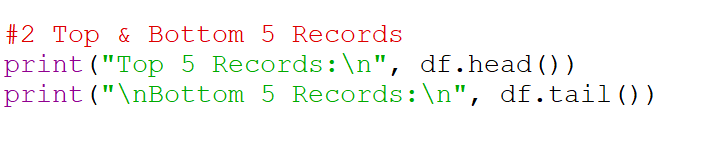 #2 Top & Bottom 5 Records
print("Top 5 Records:\n", df.head())
print("\nBottom 5 Records:\n", df.tail())